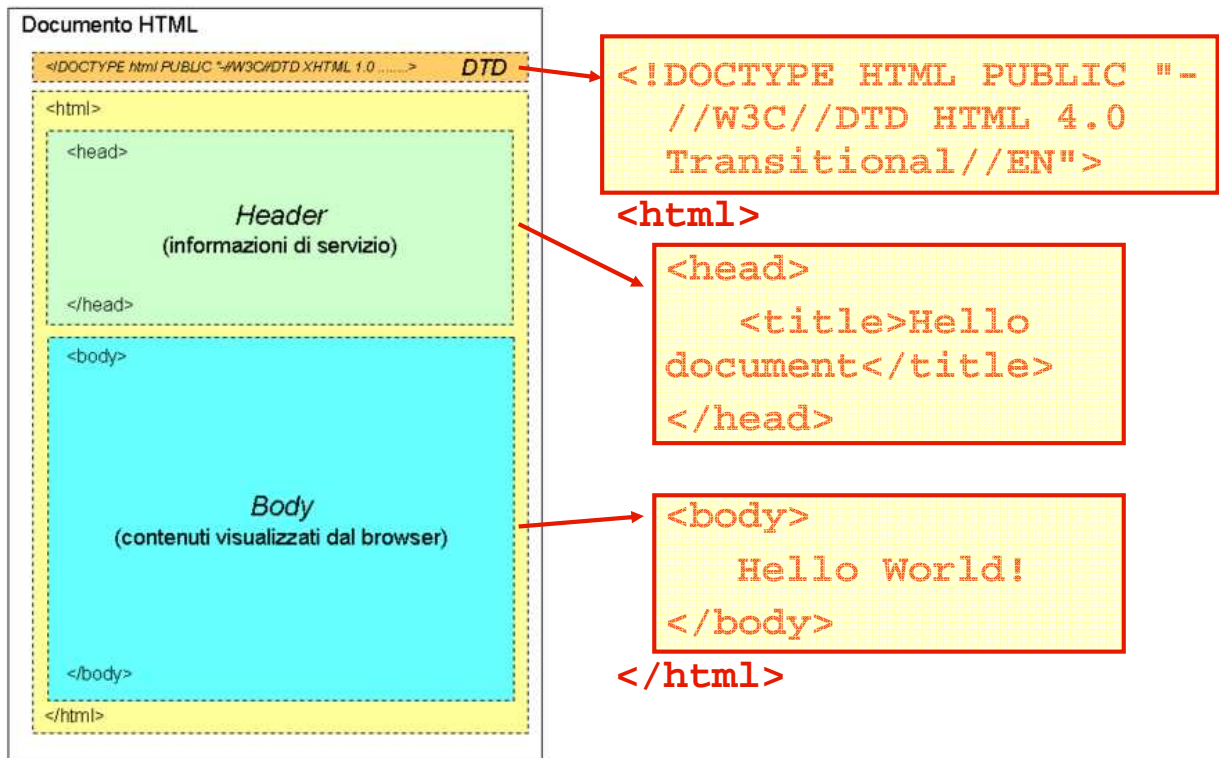 Documento HTML
<!DOCTYPE html PUBLIC "-//W3C//DTD XHTML 1.0 ........> DTD
<html>
<head>
Header
(informazioni di servizio)
</head>
<body>
Body
(contenuti visualizzati dal browser)
</body>
</html>
<!DOCTYPE HTML PUBLIC "-
//W3C//DTD HTML 4.0
Transitional//EN">
<html>
<head>
<title>Hello
document</title>
</head>
<body>
Hello World!
</body>
</html>